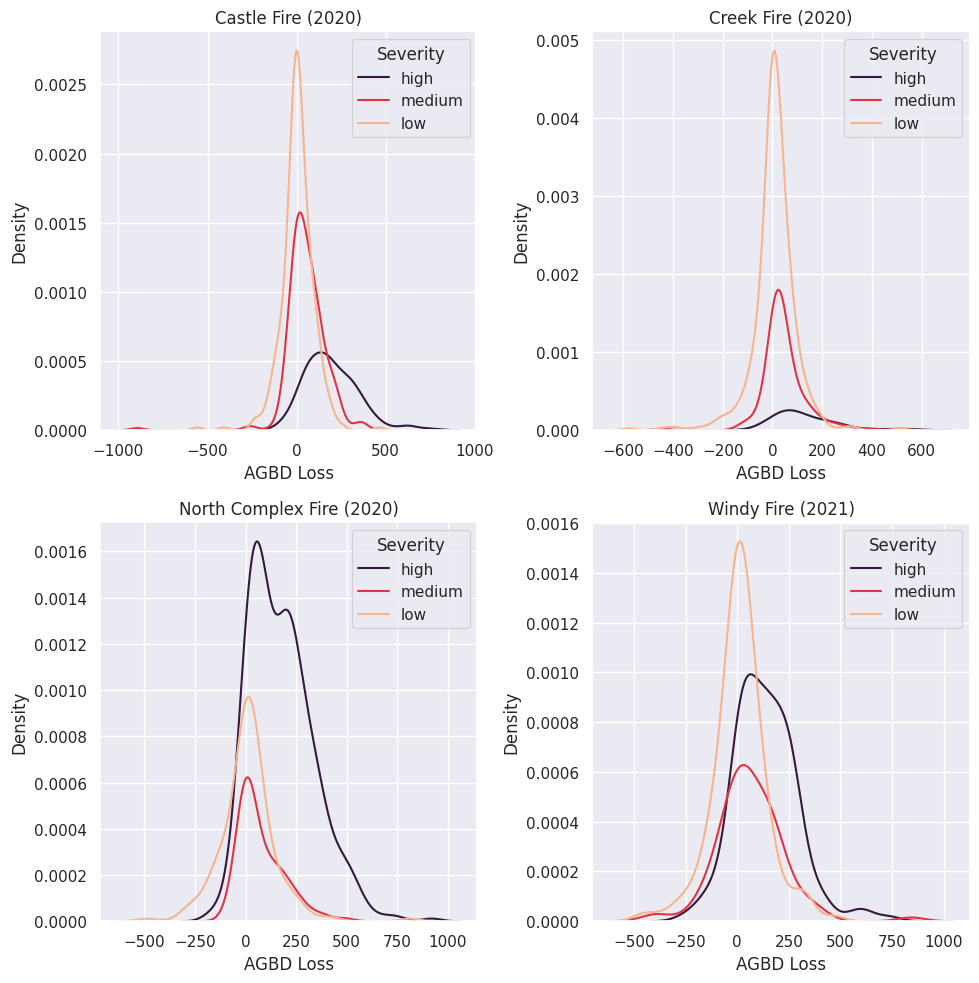 Castle Fire (2020)
Severity
high
medium
low
0.0025
0.0020
0.0015
0.0010
0.0005
0.0000
Density
−1000
−500
0
500
1000
AGBD Loss
Creek Fire (2020)
Severity
high
medium
low
0.005
0.004
0.003
0.002
0.001
0.000
Density
−600
−400
−200
0
200
400
600
AGBD Loss
North Complex Fire (2020)
Severity
high
medium
low
0.0016
0.0014
0.0012
0.0010
0.0008
0.0006
0.0004
0.0002
0.0000
Density
−500
−250
0
250
500
750
1000
AGBD Loss
Windy Fire (2021)
Severity
high
medium
low
0.0016
0.0014
0.0012
0.0010
0.0008
0.0006
0.0004
0.0002
0.0000
Density
−500
−250
0
250
500
750
1000
AGBD Loss